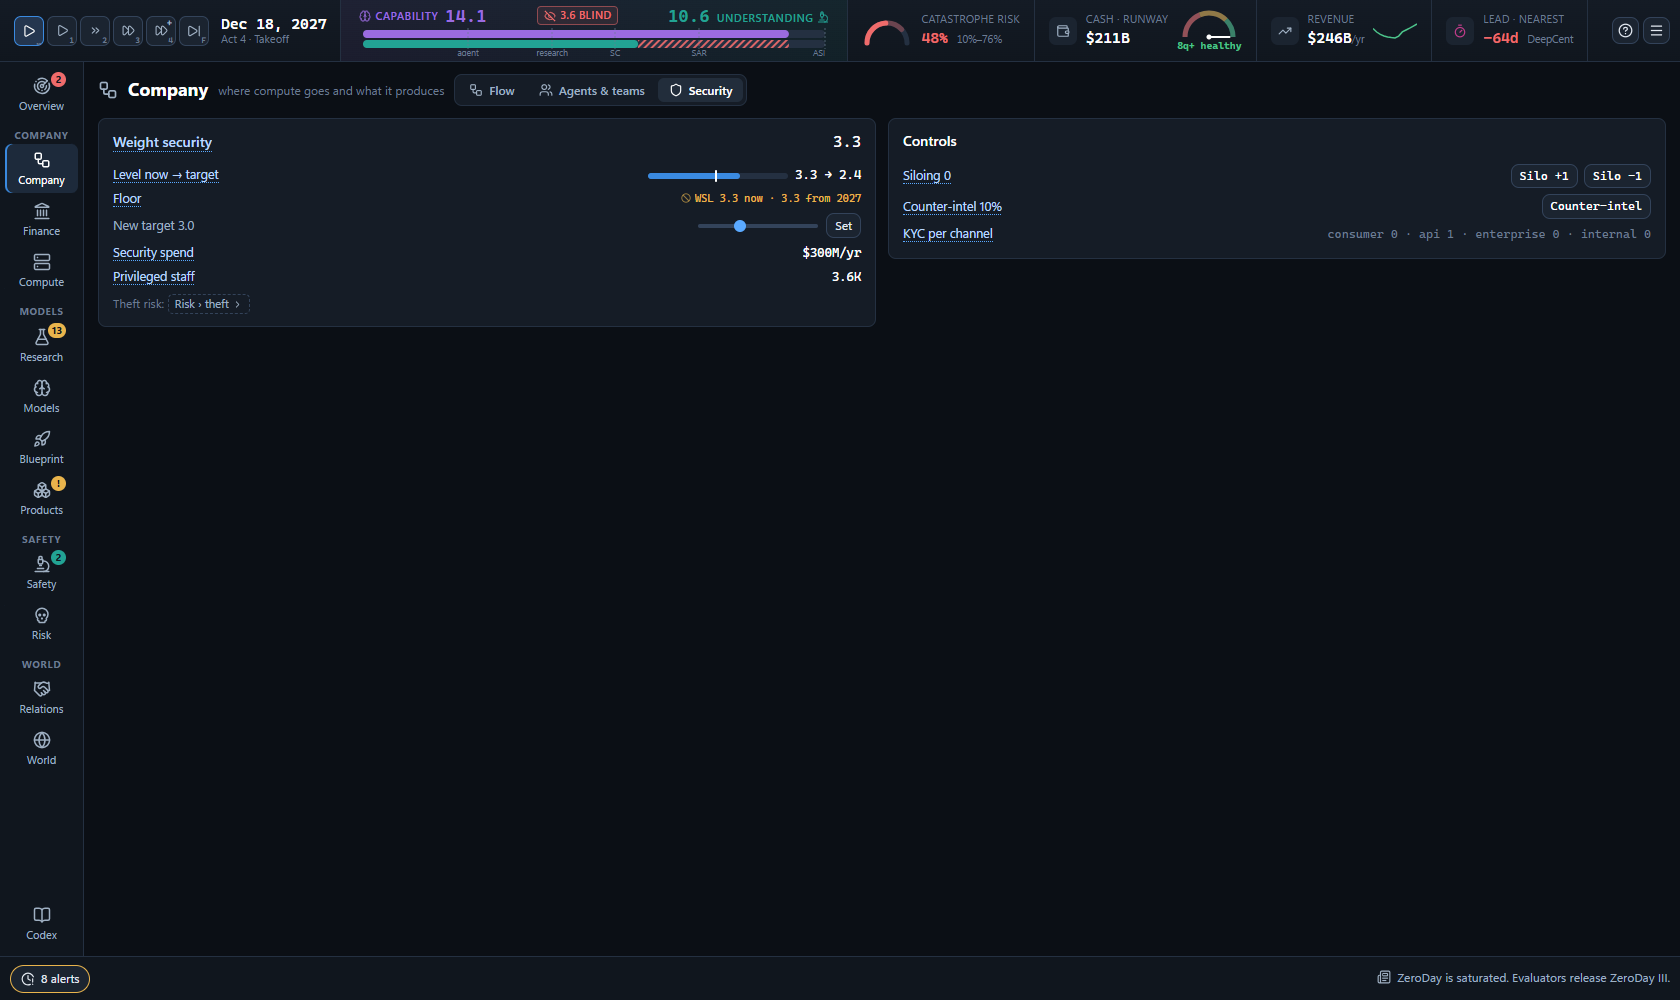 1
2
3
4
F
Dec 18, 2027
Act 4 · Takeoff
CAPABILITY 14.1
3.6 BLIND
10.6 UNDERSTANDING
agent
research
SC
SAR
ASI
CATASTROPHE RISK
48% 10%–76%
CASH · RUNWAY
$211B
8q+ healthy
REVENUE
$246B/yr
LEAD · NEAREST
−64d DeepCent
2
Overview
COMPANY
Company
Finance
Compute
MODELS
13
Research
Models
Blueprint
!
Products
SAFETY
2
Safety
Risk
WORLD
Relations
World
Codex
Company where compute goes and what it produces
Flow
Agents & teams
Security
Weight security 3.3
Level now → target 3.3 → 2.4
Floor WSL 3.3 now · 3.3 from 2027
New target 3.0 Set
Security spend $300M/yr
Privileged staff 3.6K
Theft risk: Risk › theft ›
Controls
Siloing 0 Silo +1 Silo −1
Counter-intel 10% Counter-intel
KYC per channel consumer 0 · api 1 · enterprise 0 · internal 0
8 alerts
ZeroDay is saturated. Evaluators release ZeroDay III.